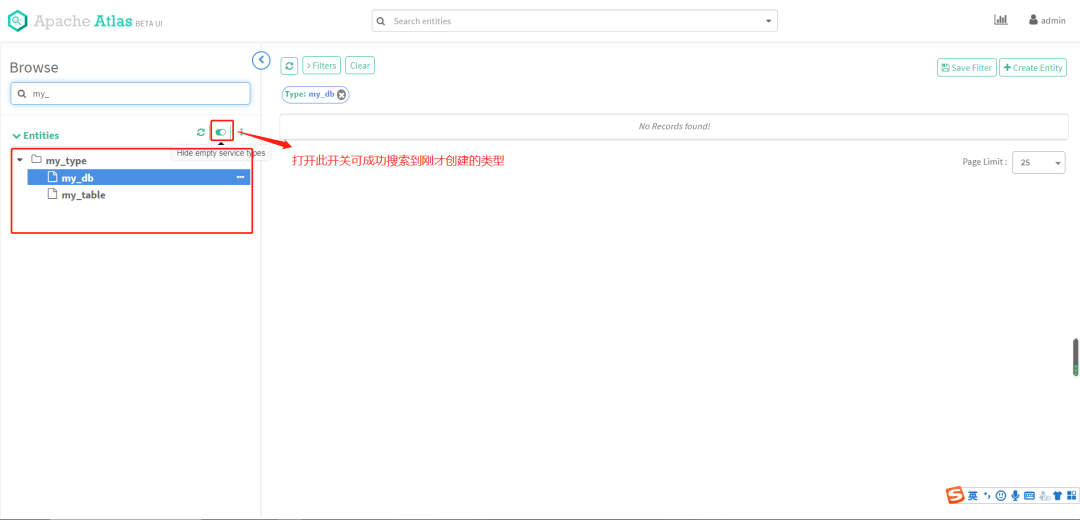 Apache Atlas BETA UI
Search entities
admin
Browse
my_
Filters
Clear
Save Filter
Create Entity
Type: my_db
No Records found!
Entities
Hide empty service types
打开此开关可成功搜索到刚才创建的类型
my_type
my_db
my_table
Page Limit :
25
英